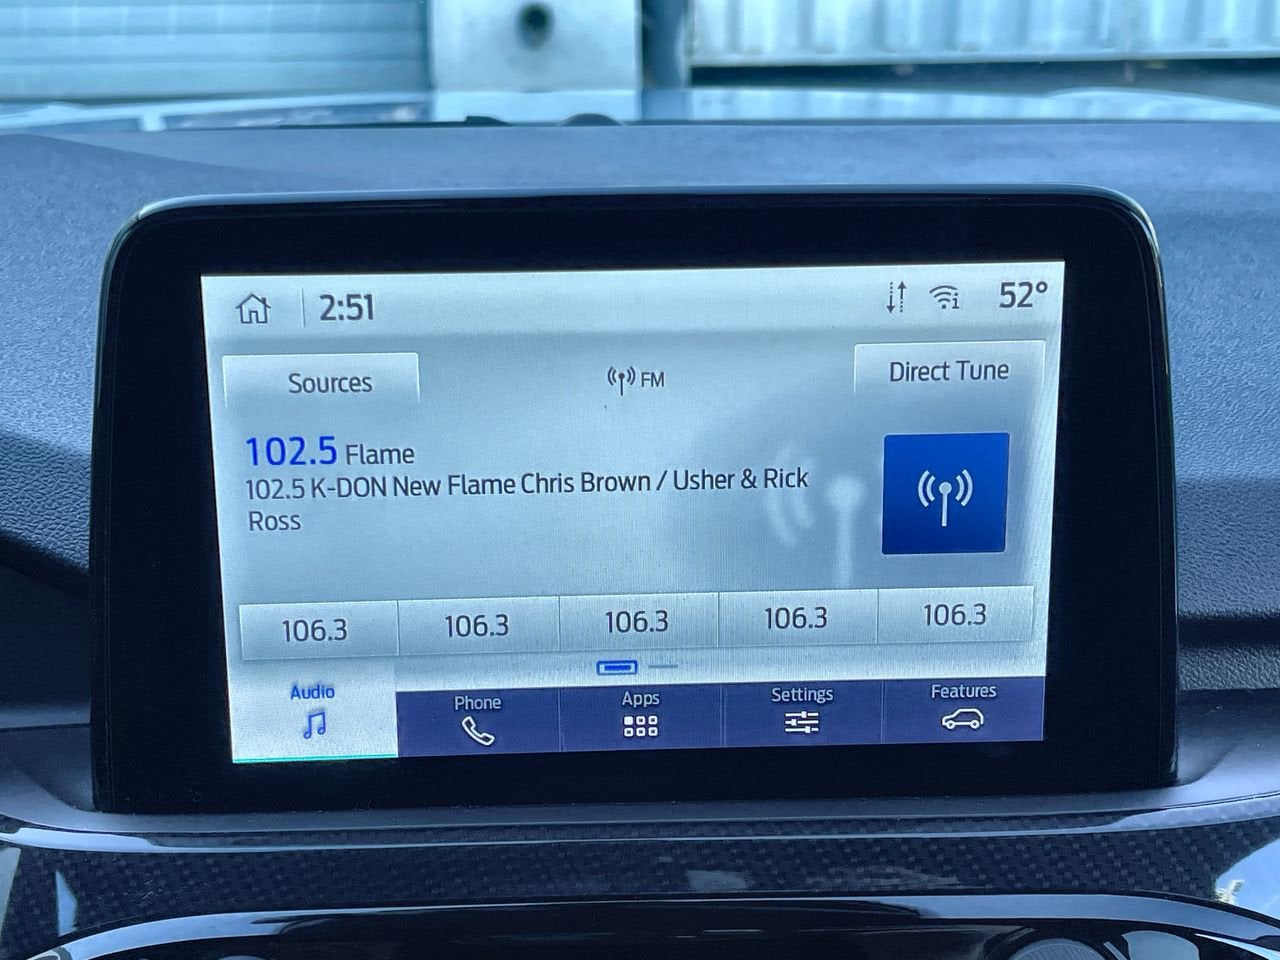 2:51
52°
Sources
FM
Direct Tune
102.5 Flame
102.5 K-DON New Flame Chris Brown / Usher & Rick
Ross
106.3 106.3 106.3 106.3 106.3
Audio Phone Apps Settings Features